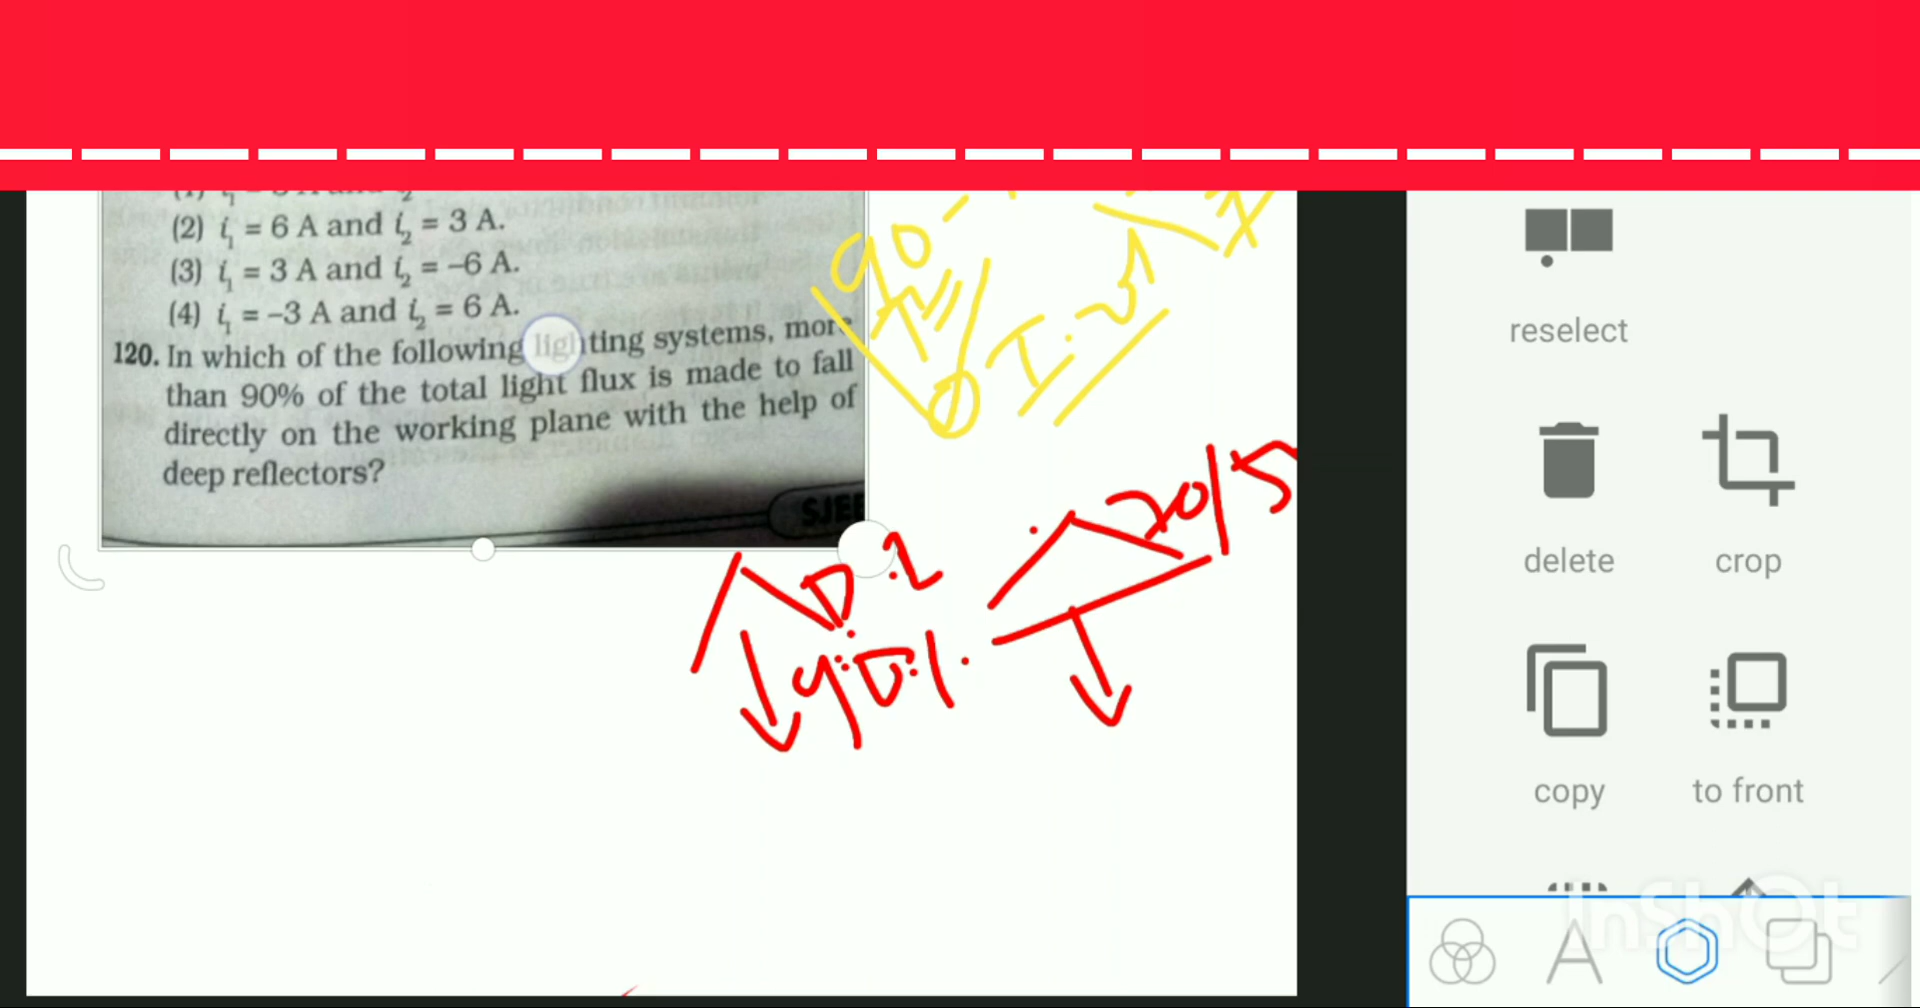 (2) i₁ = 6 A and i₂ = 3 A.
(3) i₁ = 3 A and i₂ = –6 A.
(4) i₁ = –3 A and i₂ = 6 A.
120. In which of the following lighting systems, more
than 90% of the total light flux is made to fall
directly on the working plane with the help of
deep reflectors?
SJE
90-
D.L
90%.
reselect
delete
crop
copy
to front
A
InShOt